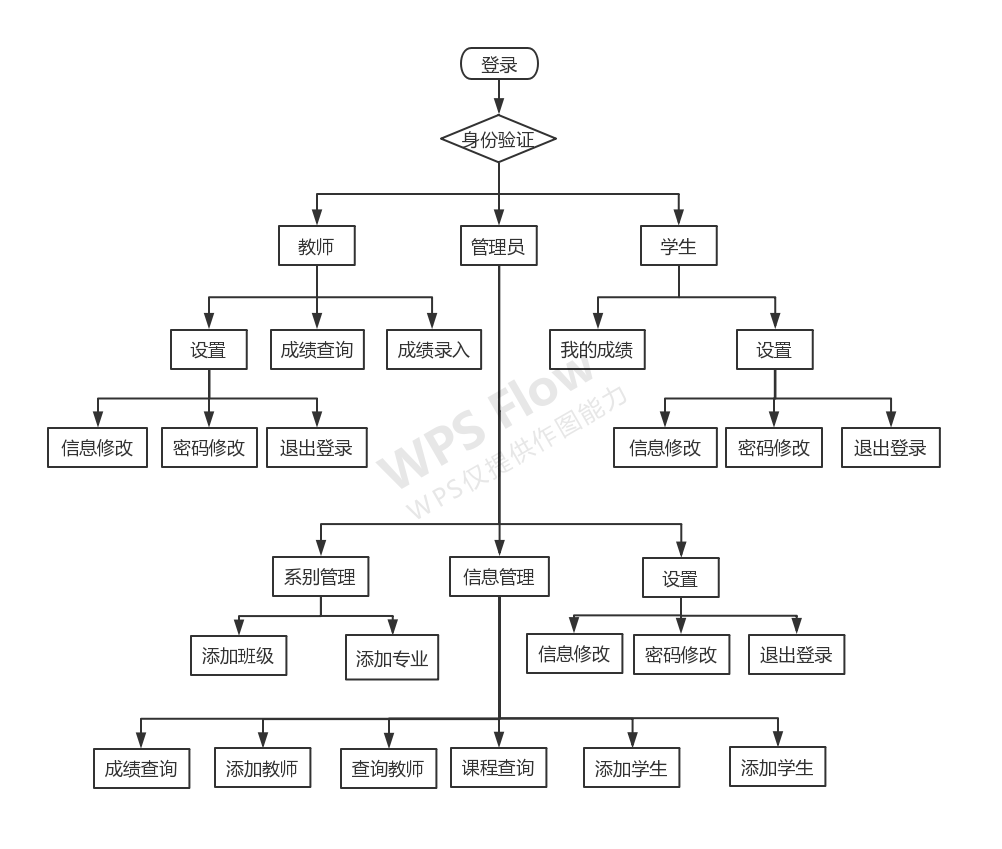 登录
身份验证
教师
管理员
学生
设置
成绩查询
成绩录入
我的成绩
设置
信息修改
密码修改
退出登录
信息修改
密码修改
退出登录
WPS Flow
WPS仅提供作图能力
系别管理
信息管理
设置
添加班级
添加专业
信息修改
密码修改
退出登录
成绩查询
添加教师
查询教师
课程查询
添加学生
添加学生